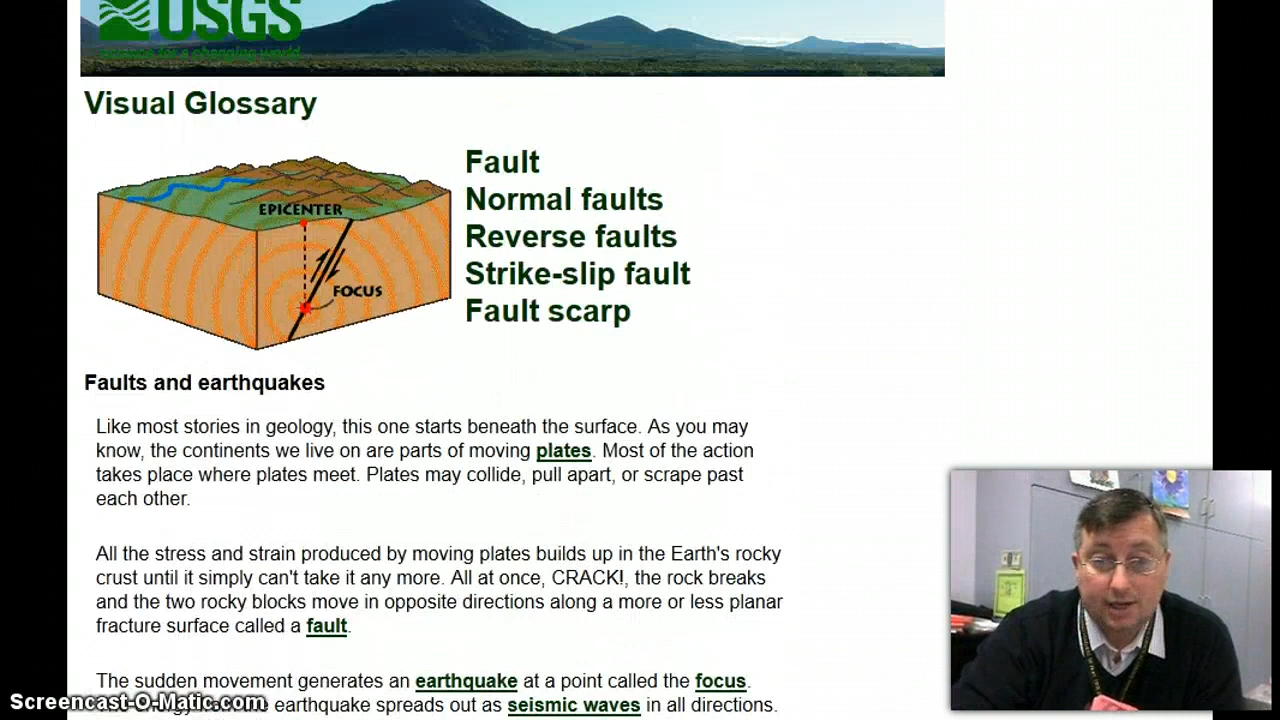 USGS
science for a changing world
Visual Glossary
EPICENTER
FOCUS
Fault
Normal faults
Reverse faults
Strike-slip fault
Fault scarp
Faults and earthquakes
Like most stories in geology, this one starts beneath the surface. As you may
know, the continents we live on are parts of moving plates. Most of the action
takes place where plates meet. Plates may collide, pull apart, or scrape past
each other.
All the stress and strain produced by moving plates builds up in the Earth's rocky
crust until it simply can't take it any more. All at once, CRACK!, the rock breaks
and the two rocky blocks move in opposite directions along a more or less planar
fracture surface called a fault.
The sudden movement generates an earthquake at a point called the focus.
earthquake spreads out as seismic waves in all directions.
Screencast-O-Matic.com